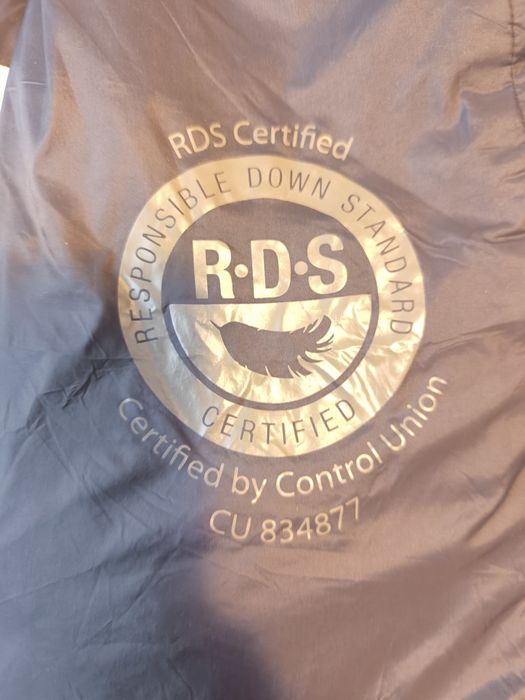 RDS Certified
RESPONSIBLE DOWN STANDARD
R·D·S
CERTIFIED
Certified by Control Union
CU 834877